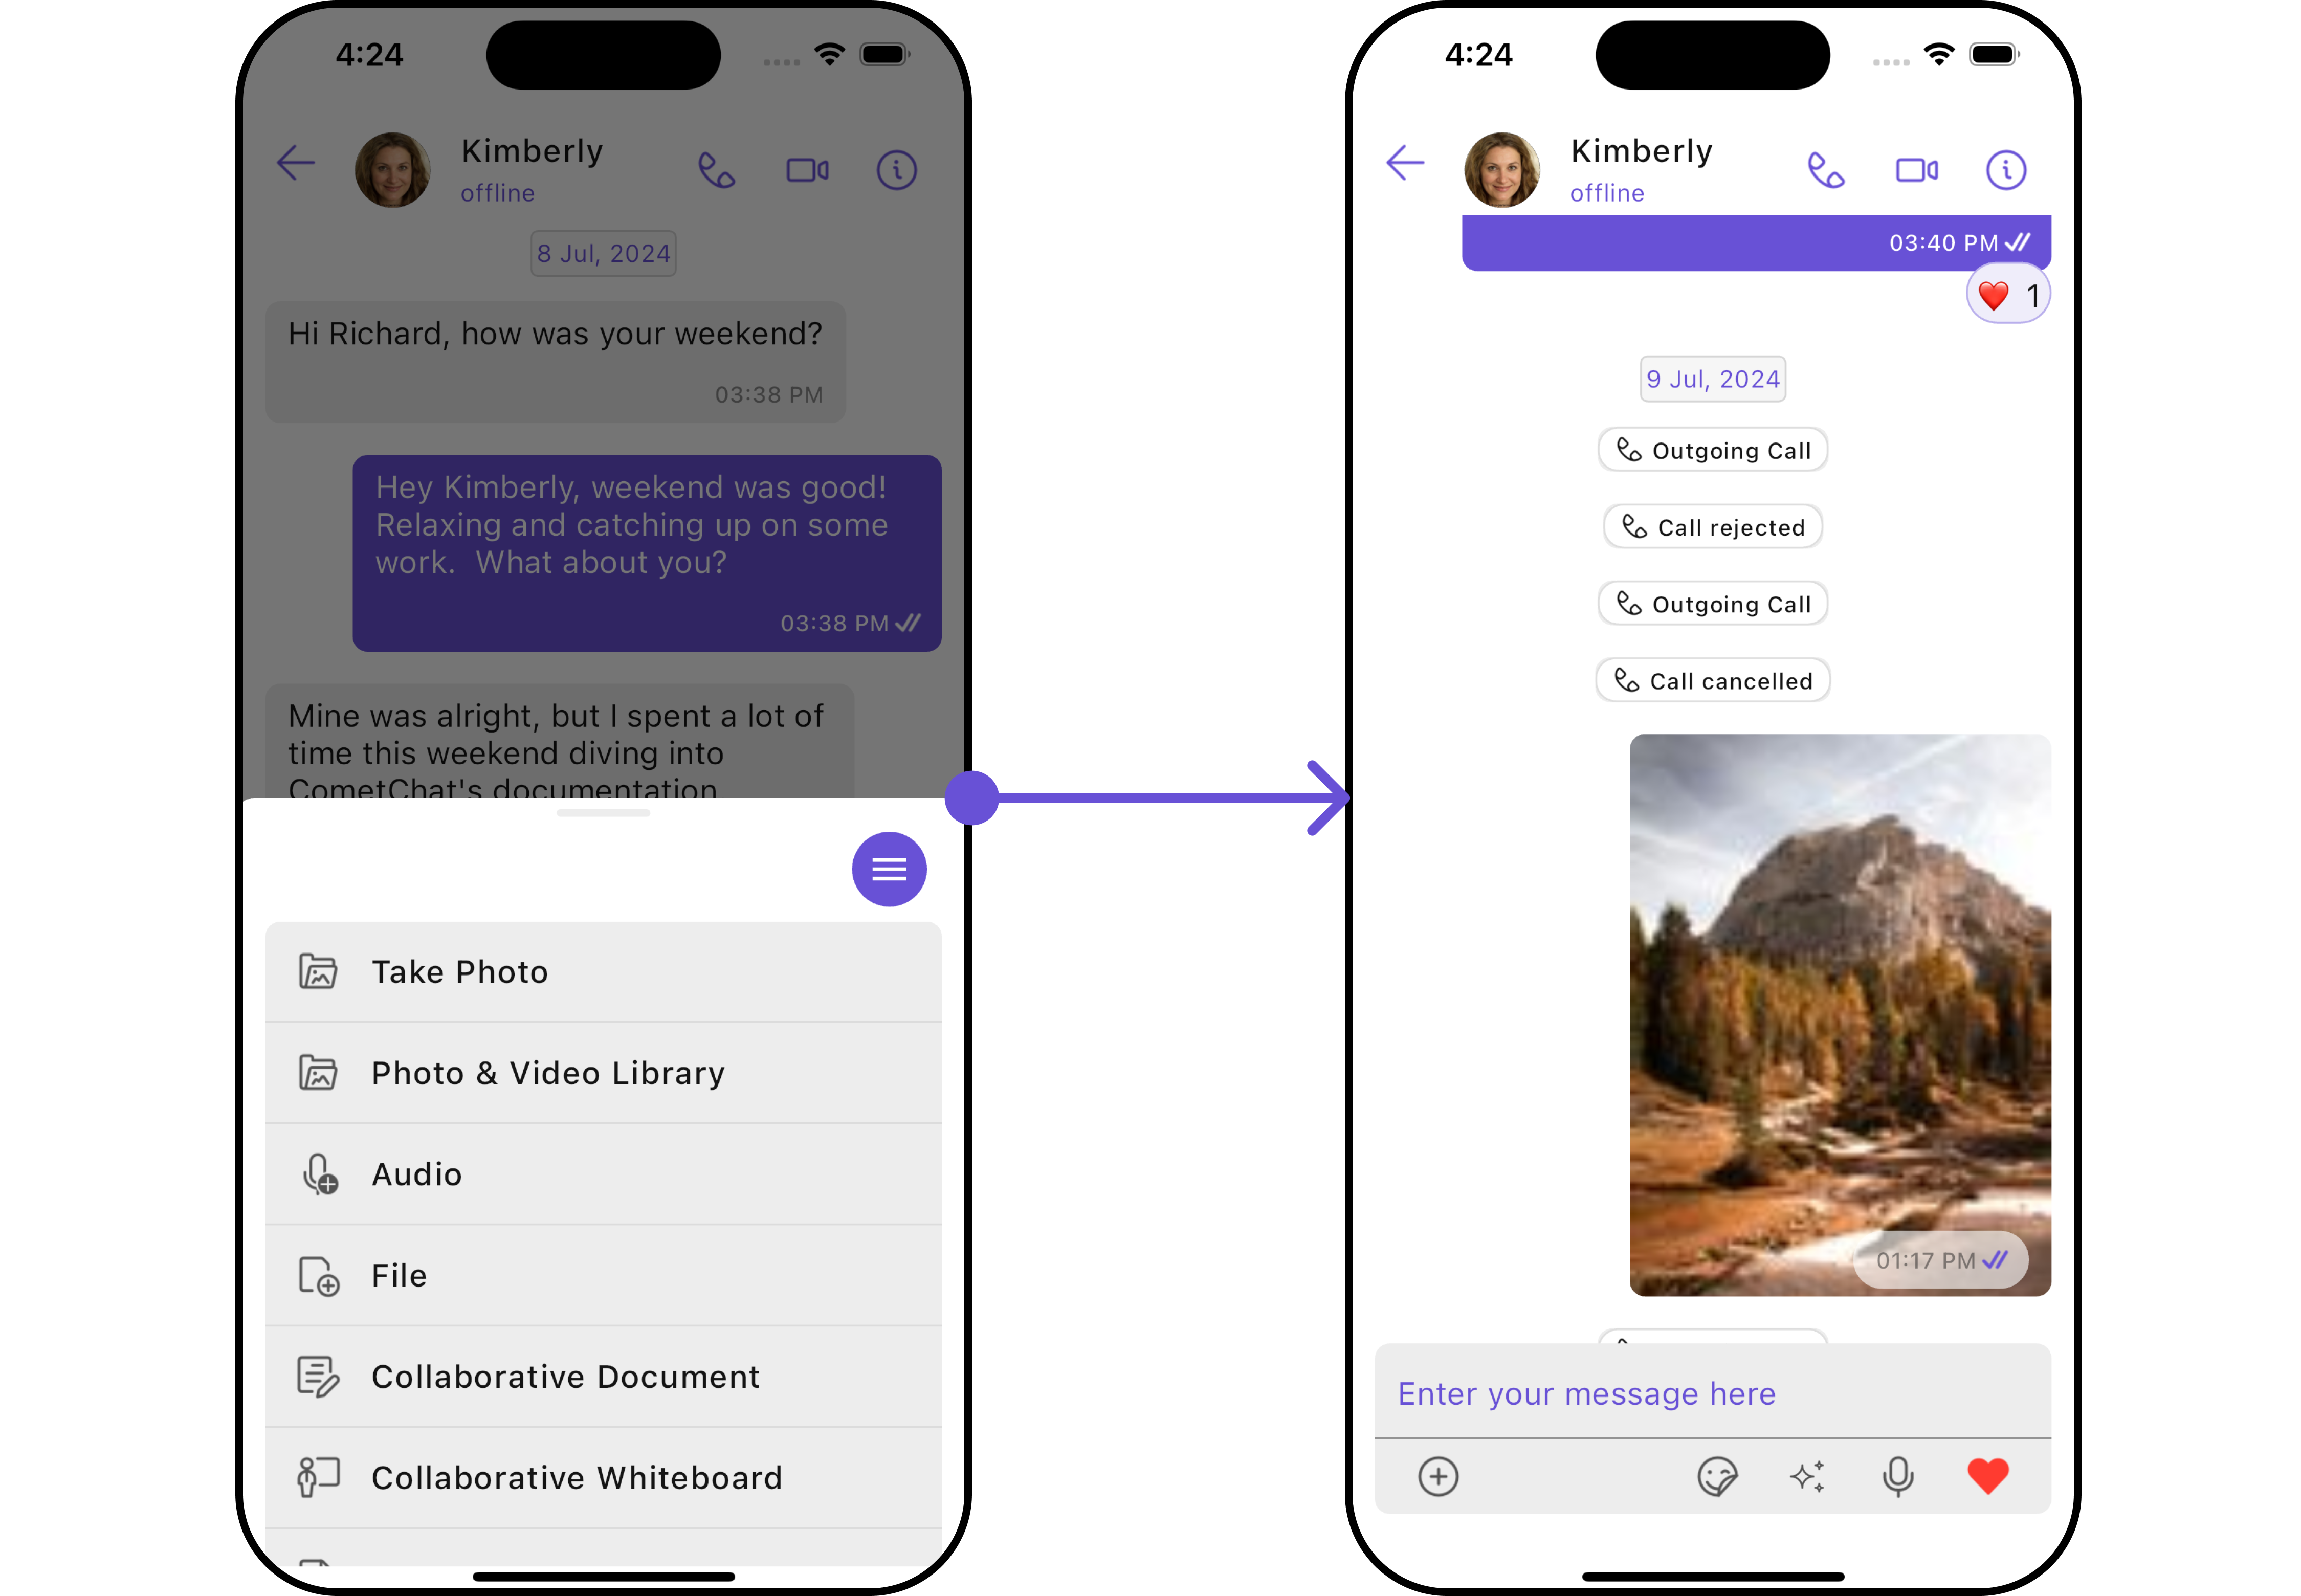 4:24
Kimberly
offline
8 Jul, 2024
Hi Richard, how was your weekend?
03:38 PM
Hey Kimberly, weekend was good!
Relaxing and catching up on some
work.  What about you?
03:38 PM
Mine was alright, but I spent a lot of
time this weekend diving into
CometChat's documentation
Take Photo
Photo & Video Library
Audio
File
Collaborative Document
Collaborative Whiteboard
4:24
Kimberly
offline
03:40 PM
1
9 Jul, 2024
Outgoing Call
Call rejected
Outgoing Call
Call cancelled
01:17 PM
Enter your message here